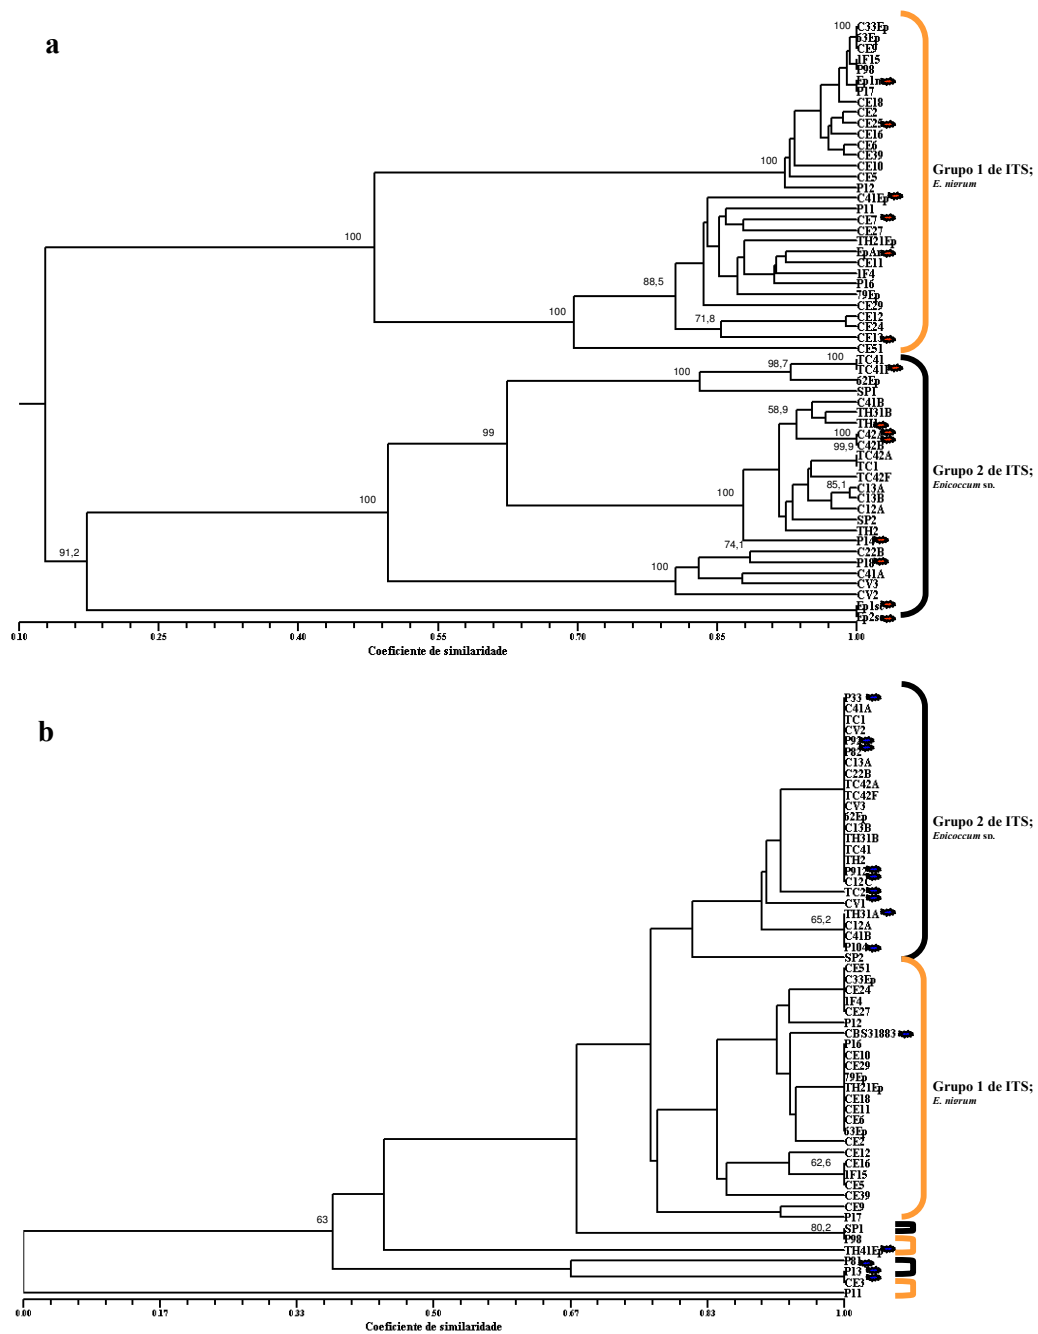 a
100
C33Ep
63Ep
CE9
1F15
P98
P17
CE18
CE2
CE25
CE16
CE6
CE39
CE10
CE5
100
P12
Grupo 1 de ITS;
E. nigrum
C41Ep
P11
CE7
CE27
TH21Ep
100
CE11
1F4
P16
79Ep
88,5
CE29
100
71,8
CE12
CE24
CE13
CE51
TC41
100
98,7
62Ep
100
SP1
C41B
58,9
TH31B
99
100
C42B
99,9
TC42A
TC1
Grupo 2 de ITS;
Epicoccum sp.
TC42F
85,1
C13A
C13B
100
C12A
100
SP2
TH2
P14
74,1
C22B
91,2
P18
100
C41A
CV3
CV2
0.10
0.25
0.40
0.55
0.70
0.85
1.00
Coeficiente de similaridade
b
P33
C41A
TC1
CV2
P82
C13A
C22B
TC42A
TC42F
CV3
62Ep
C13B
Grupo 2 de ITS;
Epicoccum sp.
TH31B
TC41
TH2
C12C
CV1
TH31A
65,2
C12A
C41B
P104
SP2
CE51
C33Ep
CE24
1F4
CE27
P12
CBS31883
P16
CE10
CE29
79Ep
TH21Ep
Grupo 1 de ITS;
E. nigrum
CE18
CE11
CE6
63Ep
CE2
CE12
62,6
CE16
1F15
CE5
CE39
CE9
P17
63
80,2
SP1
P98
TH41Ep
P81
P13
CE3
P11
0.00
0.17
0.33
0.50
0.67
0.83
1.00
Coeficiente de similaridade